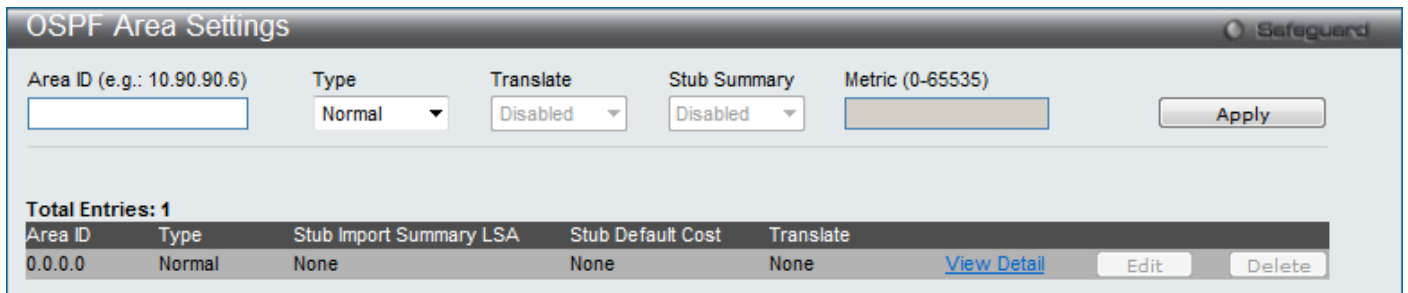 OSPF Area Settings
Safeguard
Area ID (e.g.: 10.90.90.6) Type Translate Stub Summary Metric (0-65535)
Normal Disabled Disabled Apply
Total Entries: 1
Area ID Type Stub Import Summary LSA Stub Default Cost Translate
0.0.0.0 Normal None None None View Detail Edit Delete